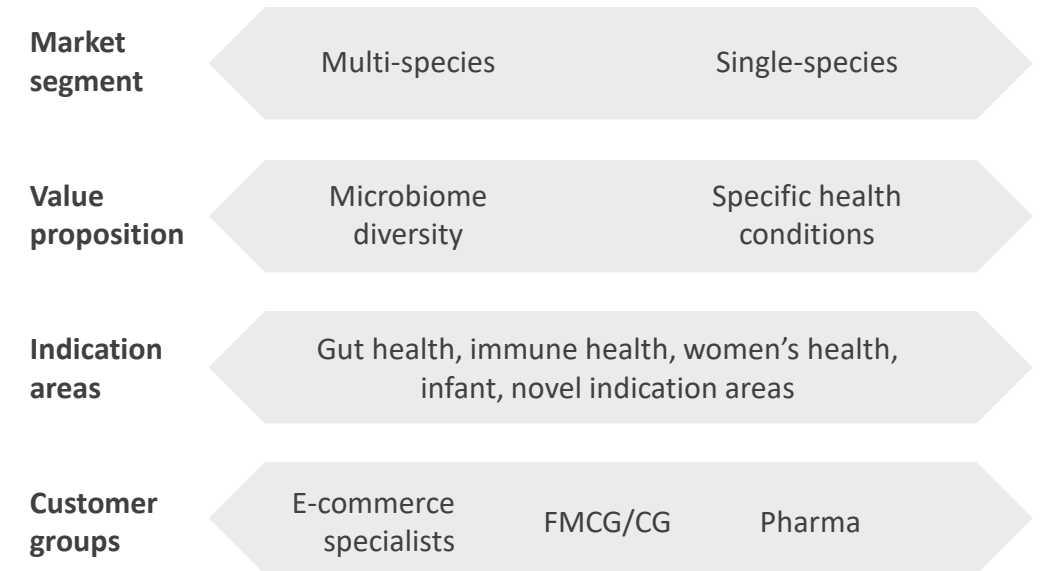 Market
segment
Multi-species
Single-species
Value
proposition
Microbiome
diversity
Specific health
conditions
Indication
areas
Gut health, immune health, women’s health,
infant, novel indication areas
Customer
groups
E-commerce
specialists
FMCG/CG
Pharma